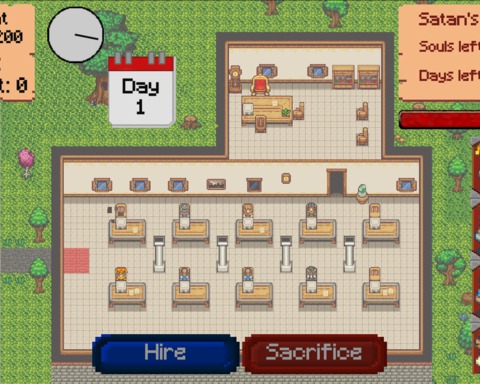 200
t: 0
Day
1
Satan's
Souls left
Days left
Hire
Sacrifice